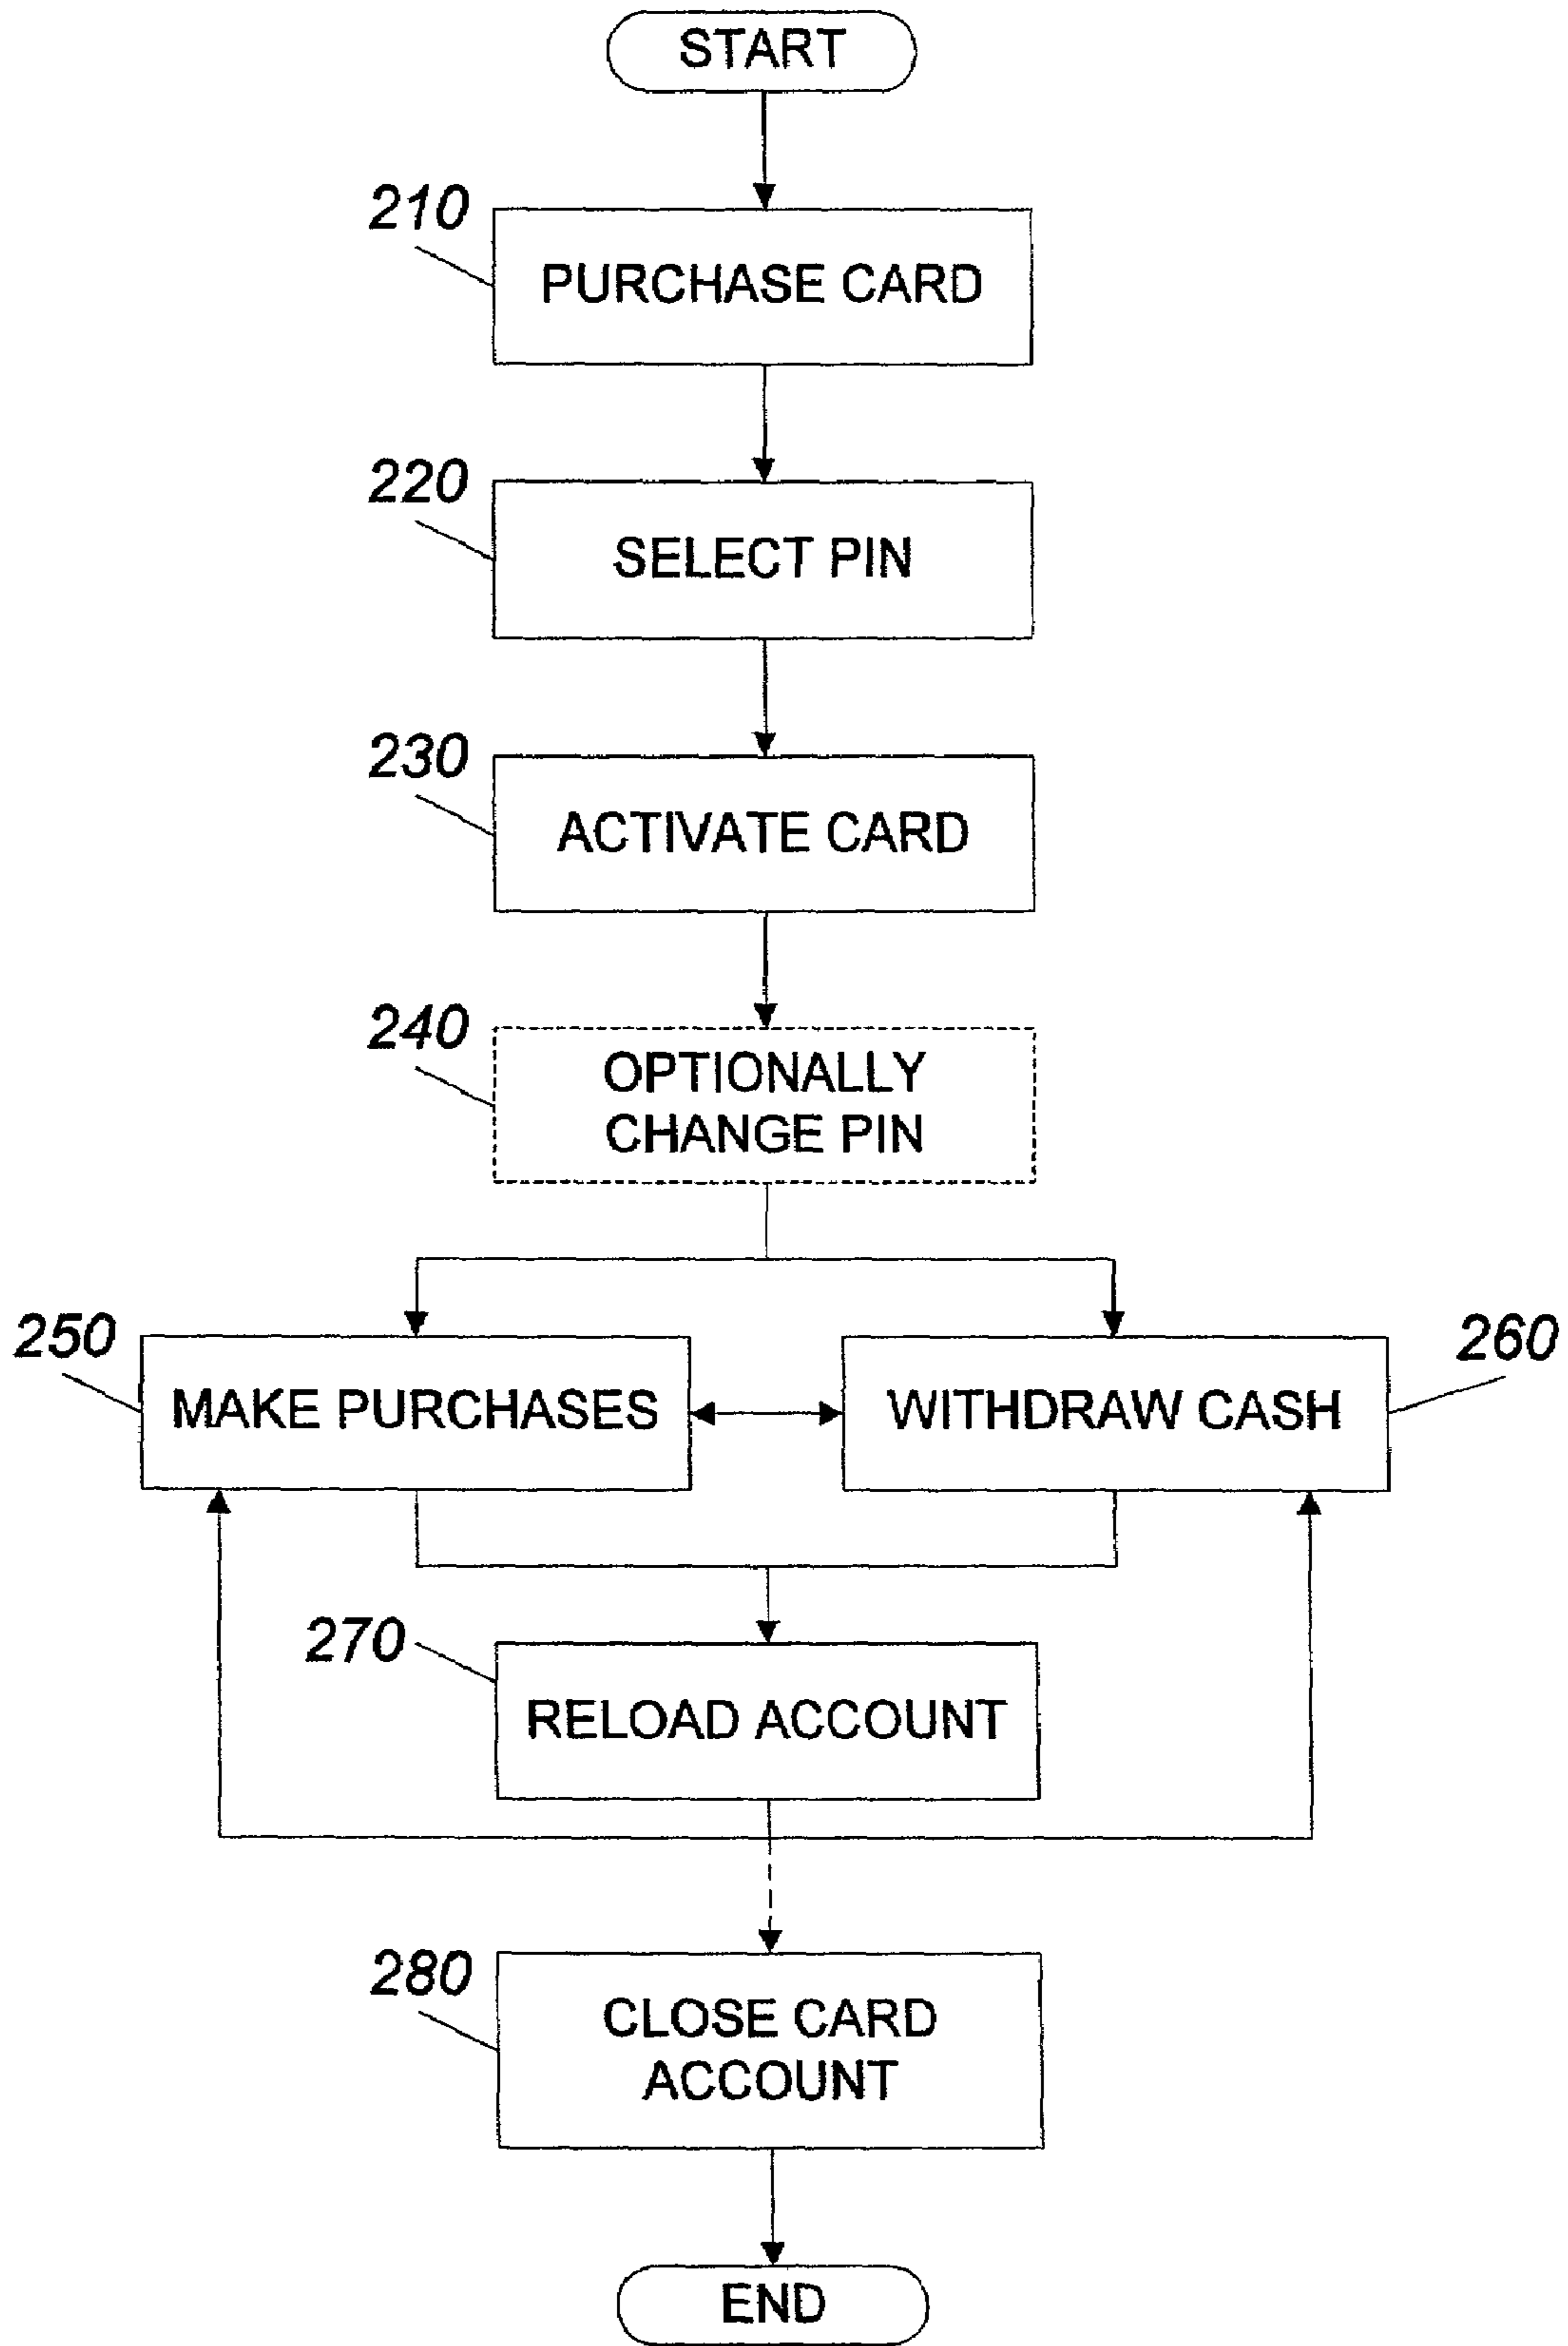 START
210
PURCHASE CARD
220
SELECT PIN
230
ACTIVATE CARD
240
OPTIONALLY
CHANGE PIN
250
MAKE PURCHASES
260
WITHDRAW CASH
270
RELOAD ACCOUNT
280
CLOSE CARD
ACCOUNT
END